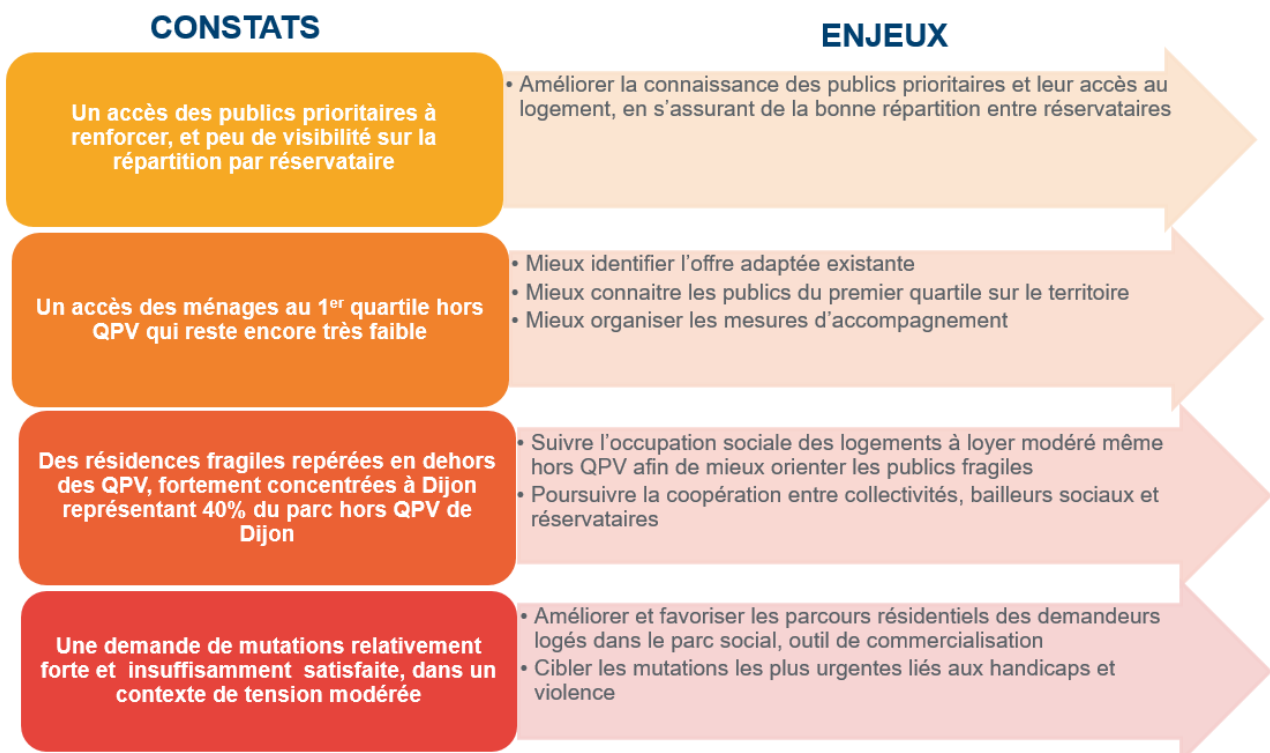 CONSTATS
ENJEUX
Un accès des publics prioritaires à
renforcer, et peu de visibilité sur la
répartition par réservataire
• Améliorer la connaissance des publics prioritaires et leur accès au
logement, en s’assurant de la bonne répartition entre réservataires
Un accès des ménages au 1er quartile hors
QPV qui reste encore très faible
• Mieux identifier l’offre adaptée existante
• Mieux connaitre les publics du premier quartile sur le territoire
• Mieux organiser les mesures d’accompagnement
Des résidences fragiles repérées en dehors
des QPV, fortement concentrées à Dijon
représentant 40% du parc hors QPV de
Dijon
• Suivre l’occupation sociale des logements à loyer modéré même
hors QPV afin de mieux orienter les publics fragiles
• Poursuivre la coopération entre collectivités, bailleurs sociaux et
réservataires
Une demande de mutations relativement
forte et insuffisamment satisfaite, dans un
contexte de tension modérée
• Améliorer et favoriser les parcours résidentiels des demandeurs
logés dans le parc social, outil de commercialisation
• Cibler les mutations les plus urgentes liés aux handicaps et
violence